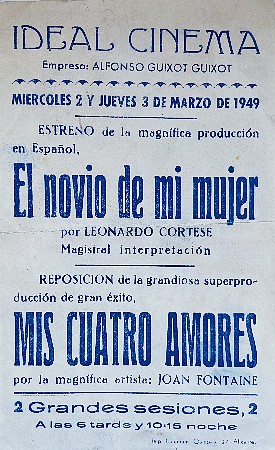 IDEAL CINEMA
Empresa: ALFONSO GUIXOT GUIXOT
MIERCOLES 2 Y JUEVES 3 DE MARZO DE 1949
ESTRENO de la magnífica producción
en Español,
El novio de mi mujer
por LEONARDO CORTESE
Magistral interpretación
REPOSICION de la grandiosa superpro-
ducción de gran éxito,
MIS CUATRO AMORES
por la magnífica artista: JOAN FONTAINE
2 Grandes sesiones, 2
A las 6 tarde y 10·15 noche
Imp.